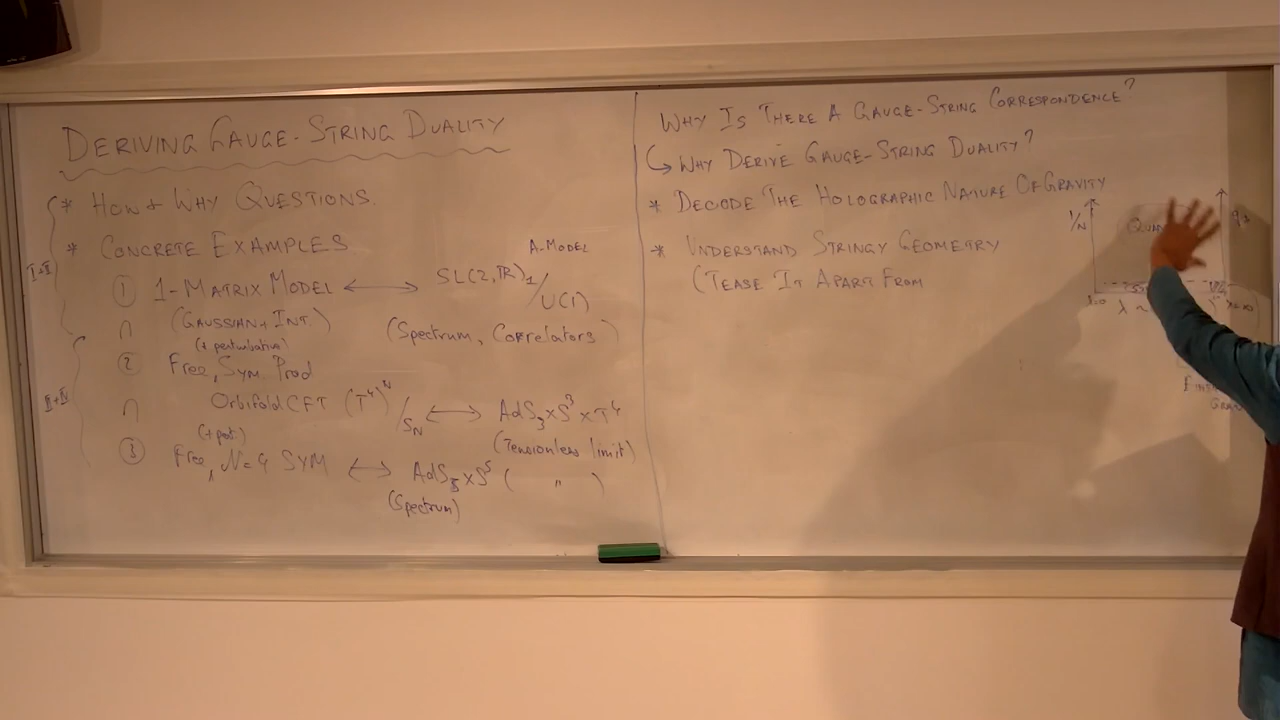 DERIVING GAUGE-STRING DUALITY
* HOW + WHY QUESTIONS.
* CONCRETE EXAMPLES
A-MODEL
I+II
① 1-MATRIX MODEL ⟷ SL(2,R)₁/U(1)
∩ (GAUSSIAN + INT.) (Spectrum, Correlators)
(+ perturbative)
② Free, Sym. Prod
∩ Orbifold CFT (T⁴)ᴺ/S_N ⟷ AdS₃×S³×T⁴
(+pert.) (Tensionless limit)
③ Free, N=4 SYM ⟷ AdS₅×S⁵ ( " )
(Spectrum)
WHY IS THERE A GAUGE-STRING CORRESPONDENCE?
↳ WHY DERIVE GAUGE-STRING DUALITY?
* DECODE THE HOLOGRAPHIC NATURE OF GRAVITY
* UNDERSTAND STRINGY GEOMETRY
(TEASE IT APART FROM
1/N
λ=0 λ ~